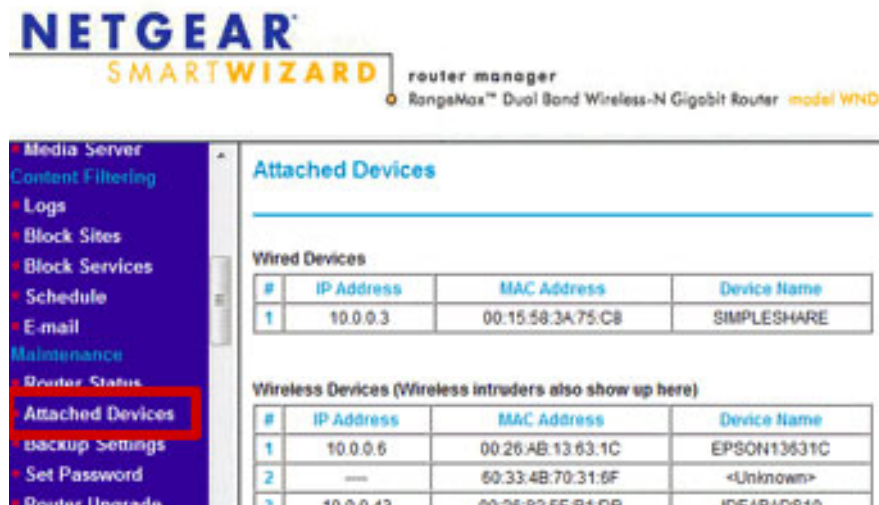 NETGEAR
SMARTWIZARD router manager
RangeMax™ Dual Band Wireless-N Gigabit Router model WND
Media Server
Content Filtering
Logs
Block Sites
Block Services
Schedule
E-mail
Maintenance
Router Status
Attached Devices
Backup Settings
Set Password
Router Upgrade
Attached Devices
Wired Devices
# IP Address MAC Address Device Name
1 10.0.0.3 00:15:58:3A:75:C8 SIMPLESHARE
Wireless Devices (Wireless intruders also show up here)
# IP Address MAC Address Device Name
1 10.0.0.6 00:26:AB:13:63:1C EPSON13631C
2 ---- 60:33:4B:70:31:6F <Unknown>